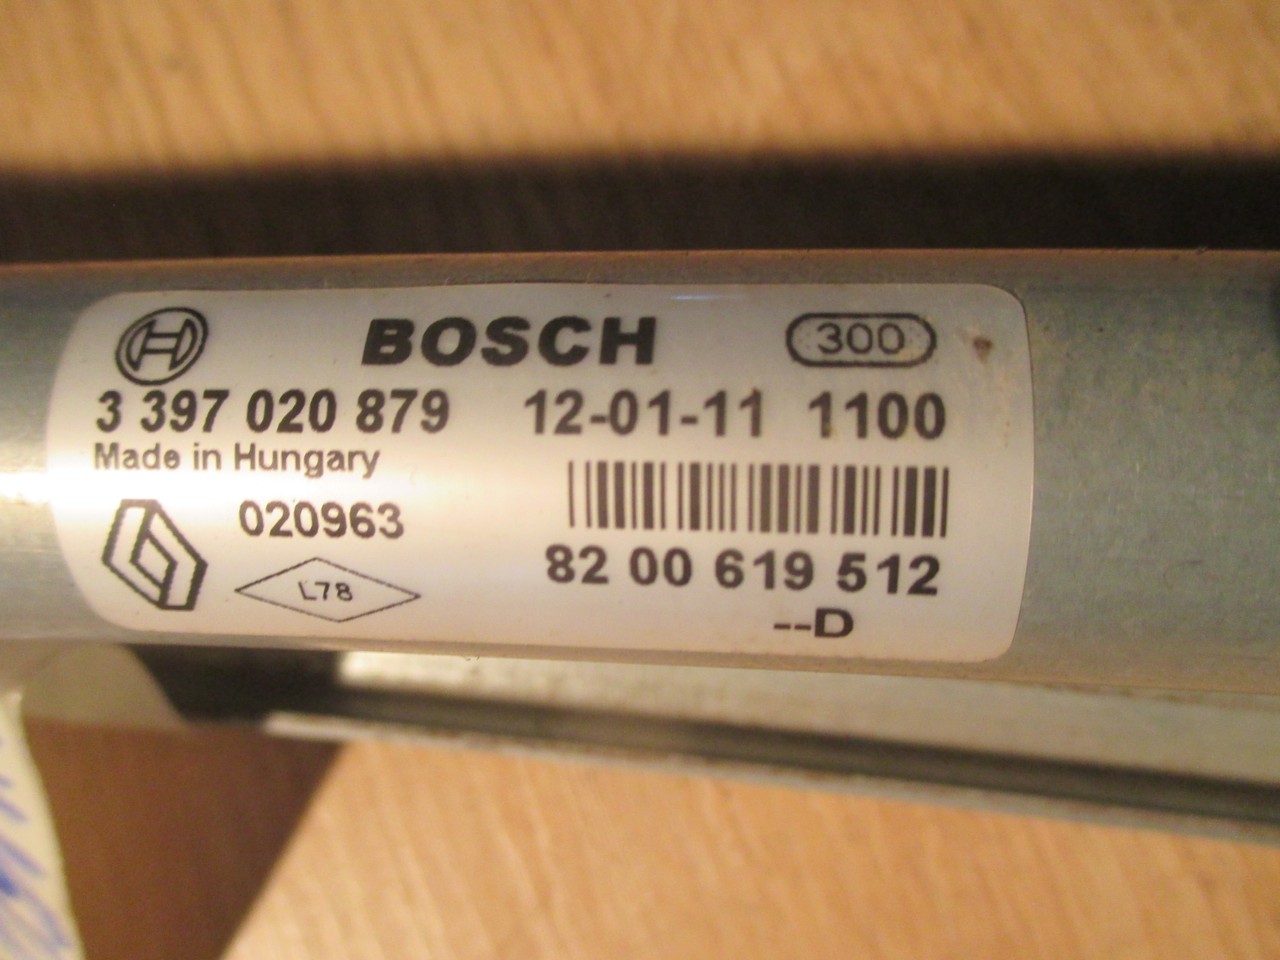 BOSCH 300
3 397 020 879 12-01-11 1100
Made in Hungary
020963
L78
82 00 619 512
--D